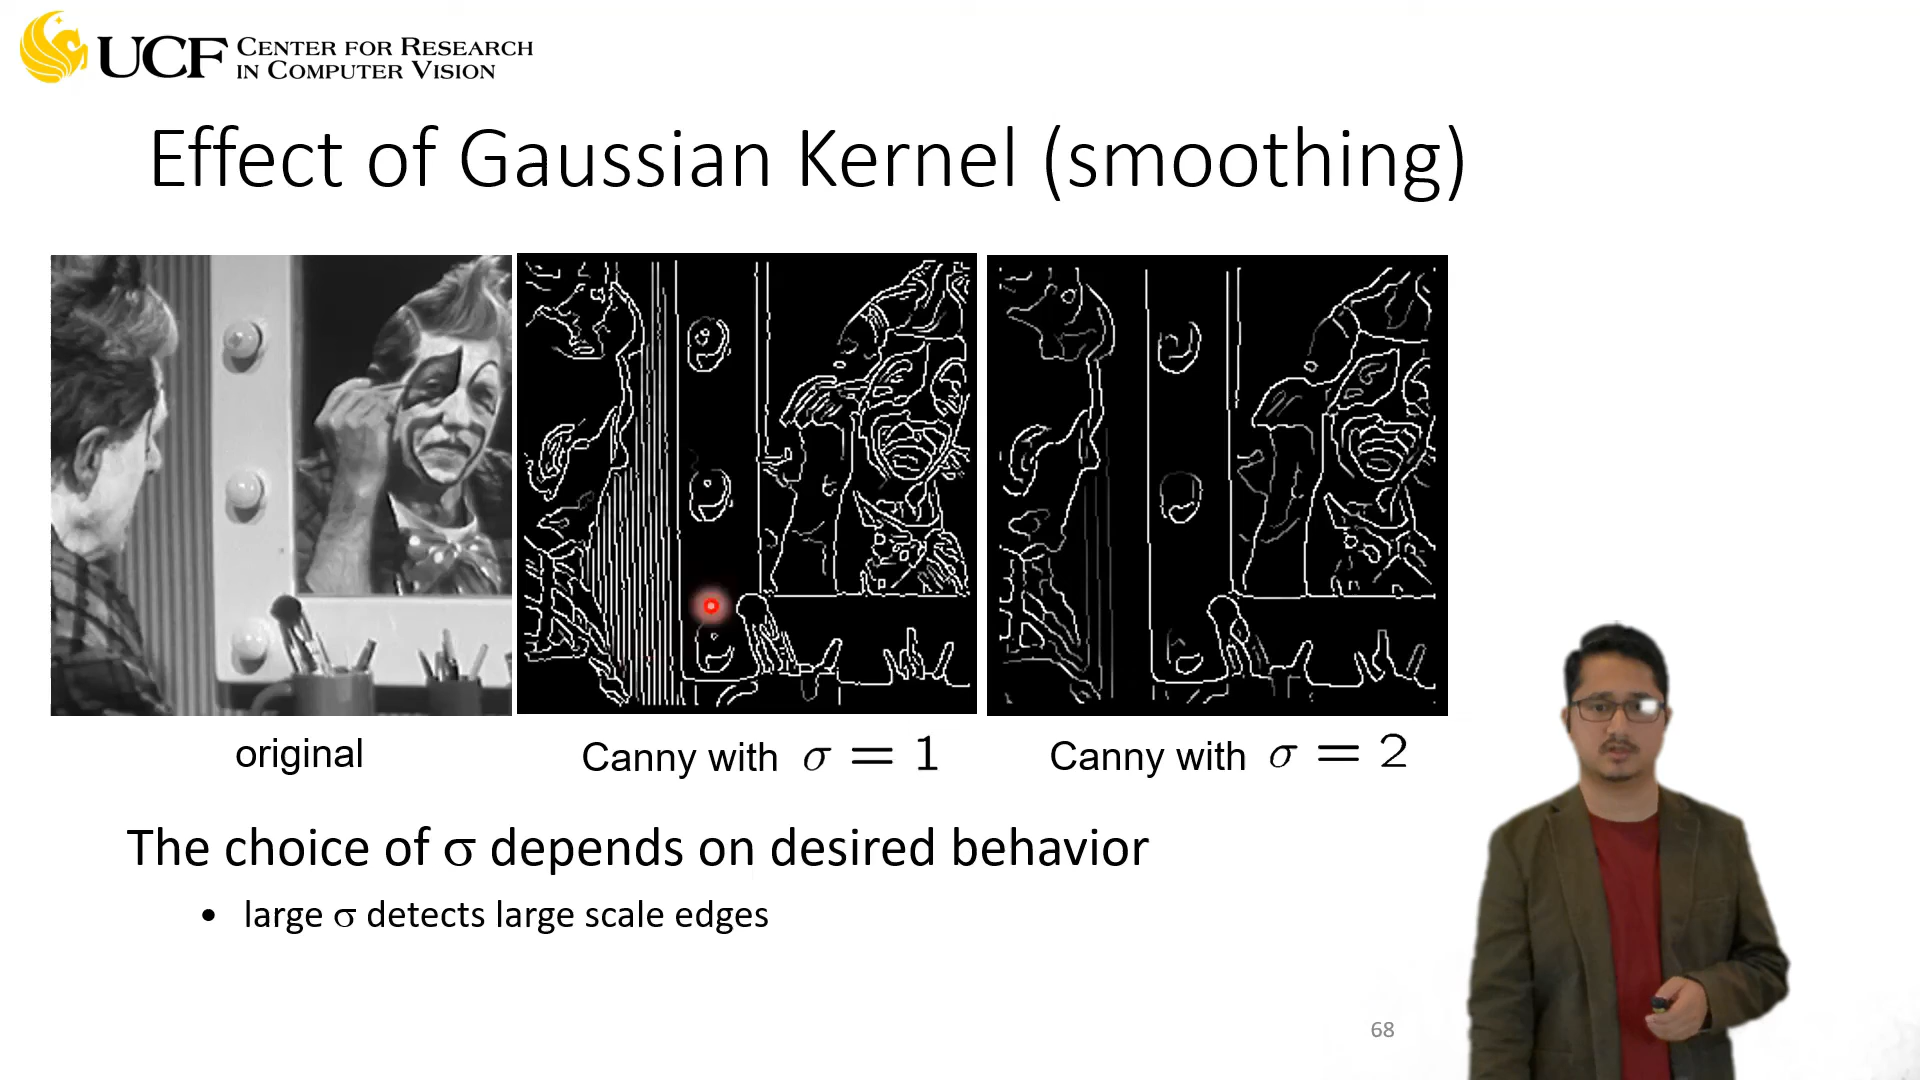 UCF CENTER FOR RESEARCH
IN COMPUTER VISION
Effect of Gaussian Kernel (smoothing)
original
Canny with σ = 1
Canny with σ = 2
The choice of σ depends on desired behavior
• large σ detects large scale edges
68